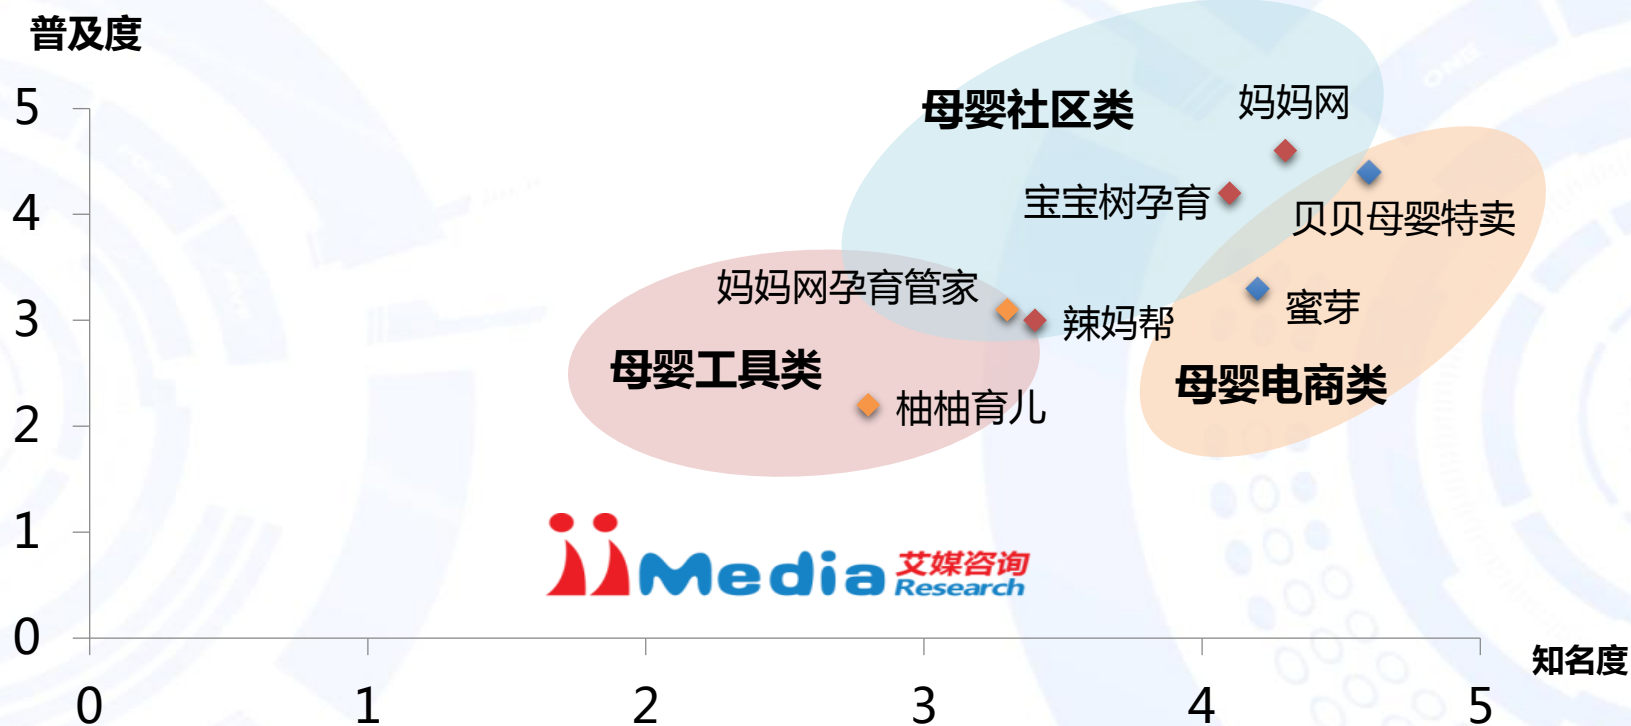 普及度
5
母婴社区类
妈妈网
4
宝宝树孕育
贝贝母婴特卖
妈妈网孕育管家
3
辣妈帮
蜜芽
母婴工具类
母婴电商类
2
柚柚育儿
1
iiMedia 艾媒咨询
Research
0
知名度
0 1 2 3 4 5